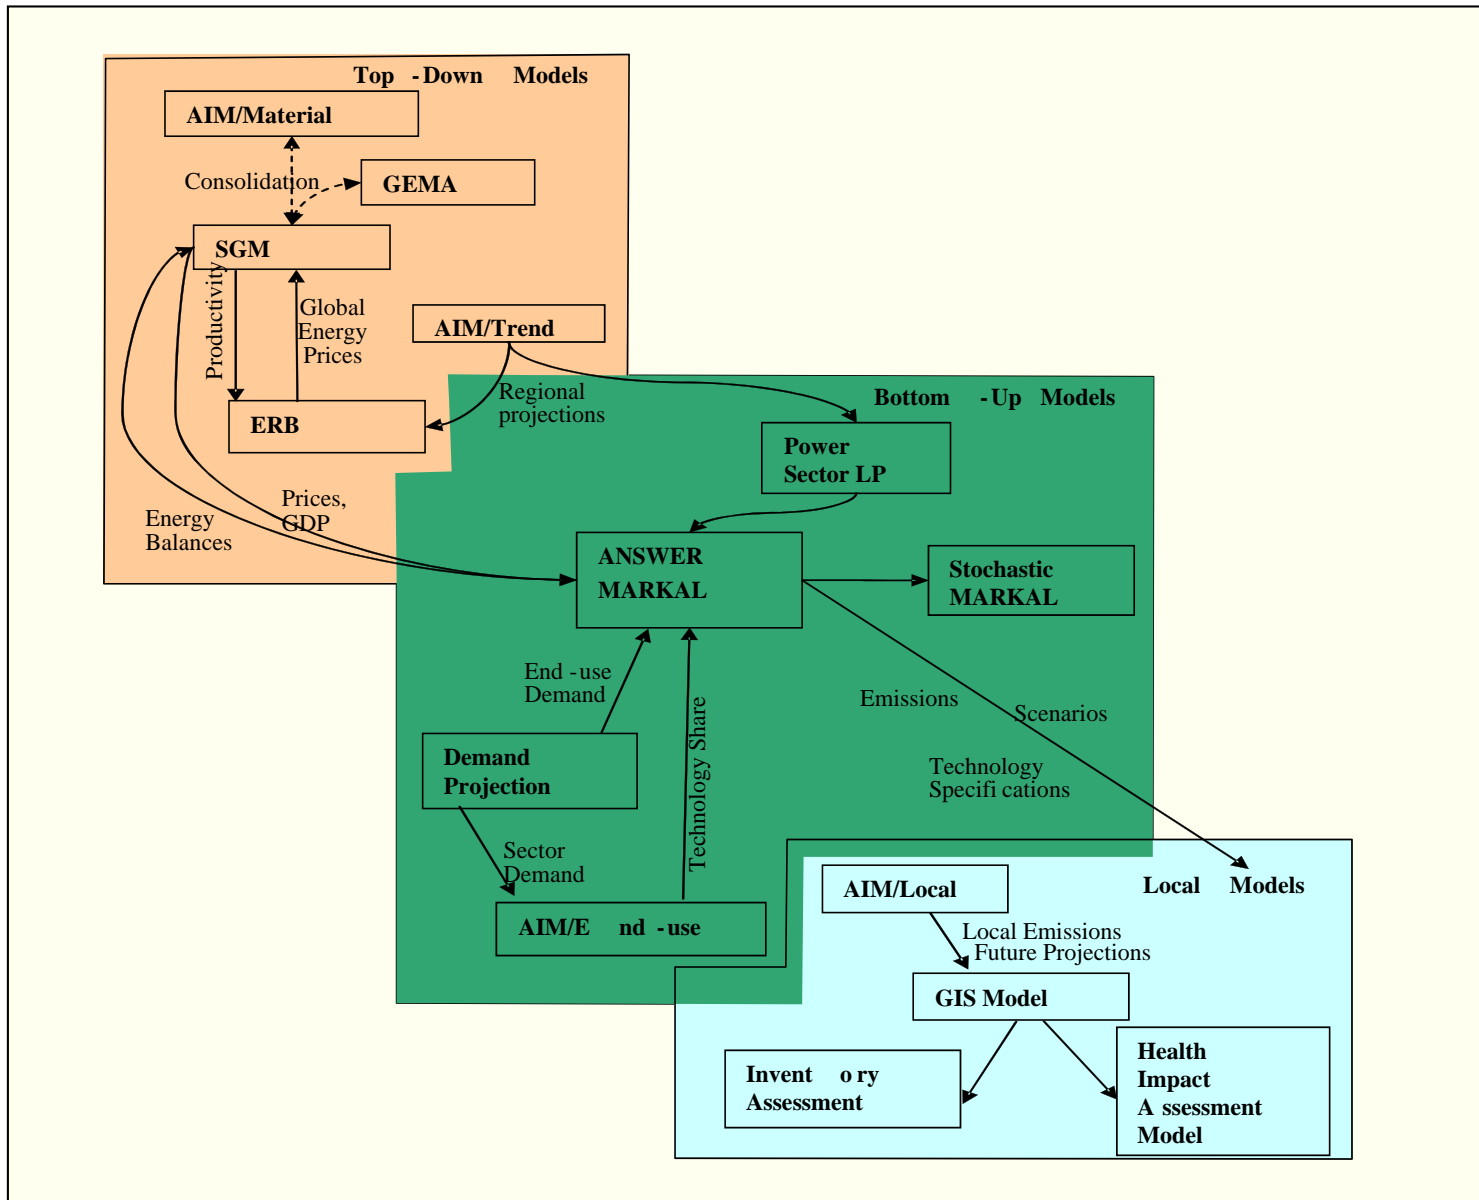 Top -Down Models
AIM/Material
Consolidation
GEMA
SGM
Productivity
Global
Energy
Prices
AIM/Trend
Regional
projections
ERB
Energy
Balances
Prices,
GDP
Bottom -Up Models
Power
Sector LP
ANSWER
MARKAL
Stochastic
MARKAL
End -use
Demand
Technology Share
Emissions
Scenarios
Technology
Specifi cations
Demand
Projection
Sector
Demand
AIM/E nd -use
Local Models
AIM/Local
Local Emissions
Future Projections
GIS Model
Invent o ry
Assessment
Health
Impact
A ssessment
Model